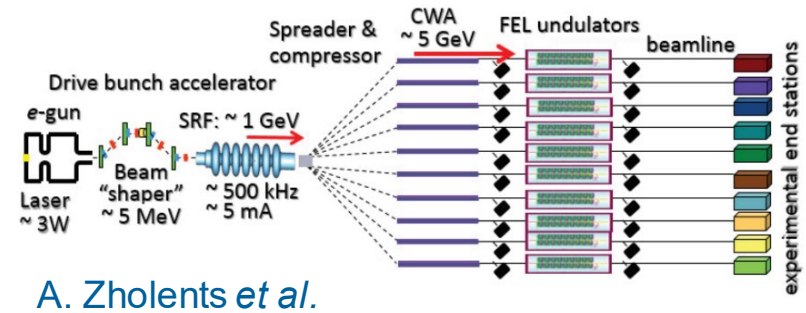 Spreader &
compressor
CWA
~ 5 GeV
FEL undulators
beamline
experimental end stations
Drive bunch accelerator
e-gun
SRF: ~ 1 GeV
Laser
~ 3W
Beam
“shaper”
~ 5 MeV
~ 500 kHz
~ 5 mA
A. Zholents et al.